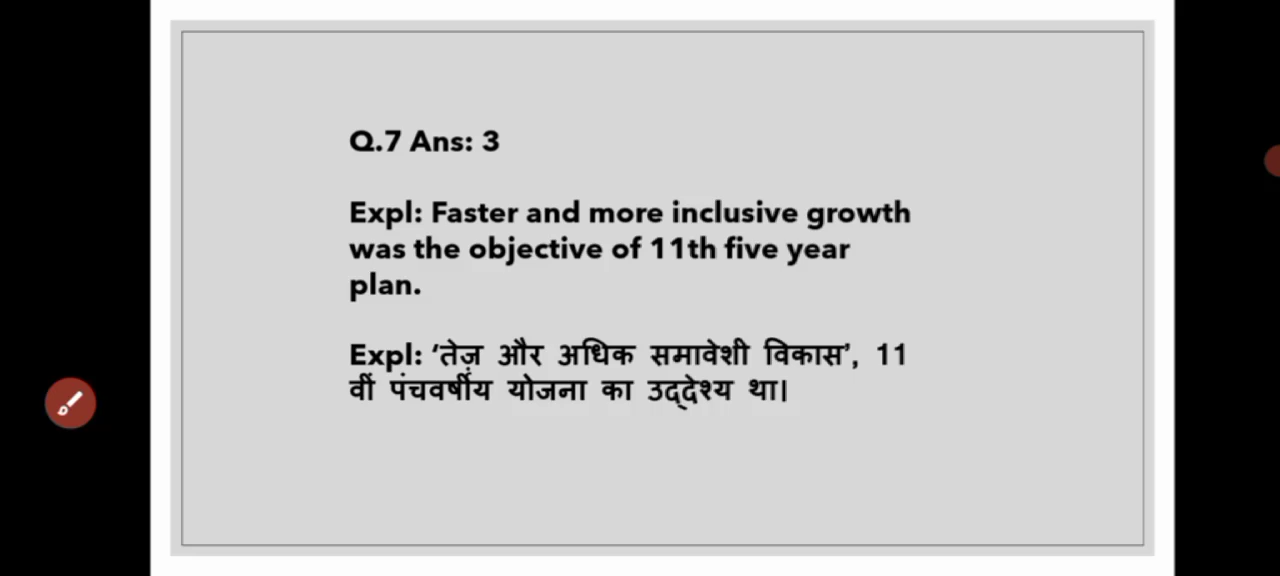 Q.7 Ans: 3
Expl: Faster and more inclusive growth
was the objective of 11th five year
plan.
Expl: ‘तेज़ और अधिक समावेशी विकास’, 11
वीं पंचवर्षीय योजना का उद्देश्य था।